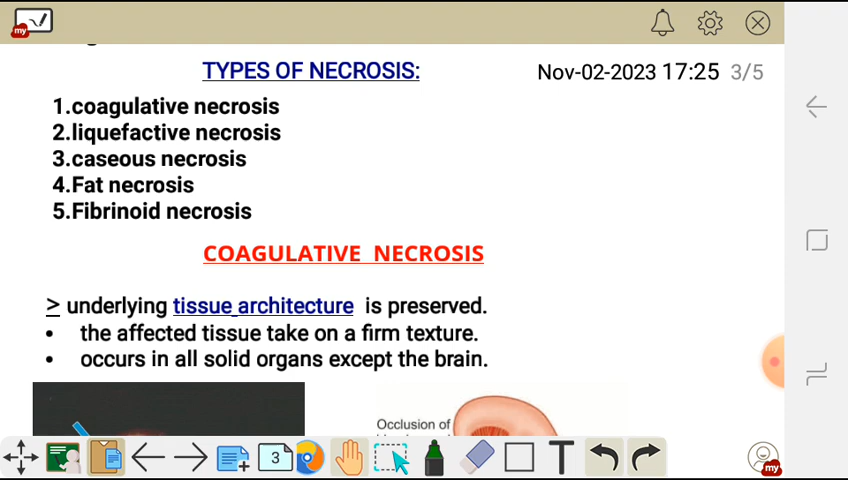 TYPES OF NECROSIS:
Nov-02-2023 17:25 3/5
1.coagulative necrosis
2.liquefactive necrosis
3.caseous necrosis
4.Fat necrosis
5.Fibrinoid necrosis
COAGULATIVE NECROSIS
> underlying tissue architecture is preserved.
• the affected tissue take on a firm texture.
• occurs in all solid organs except the brain.
Occlusion of
my
3
T
my